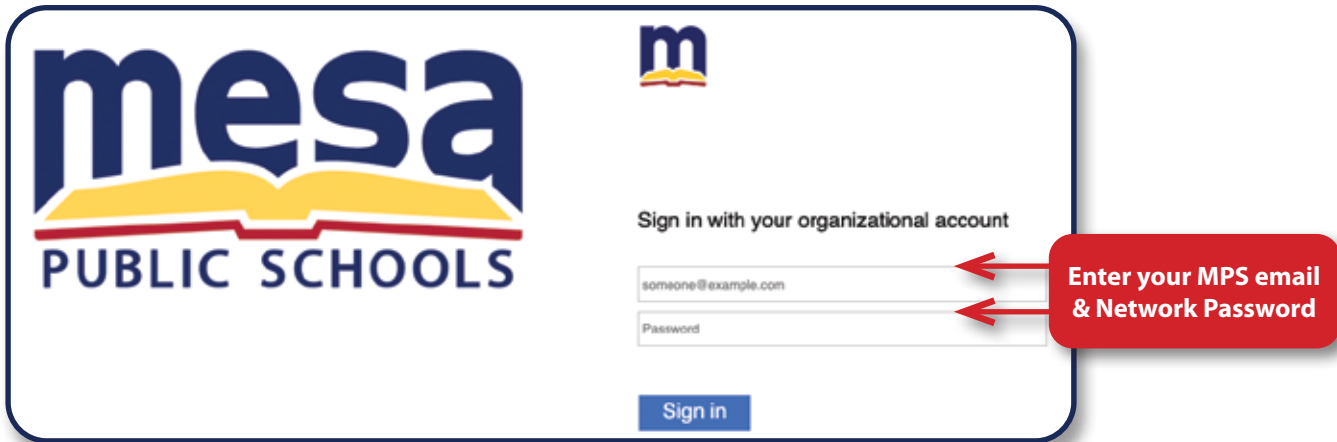 mesa
PUBLIC SCHOOLS
m
Sign in with your organizational account
someone@example.com
Password
Sign in
Enter your MPS email
& Network Password